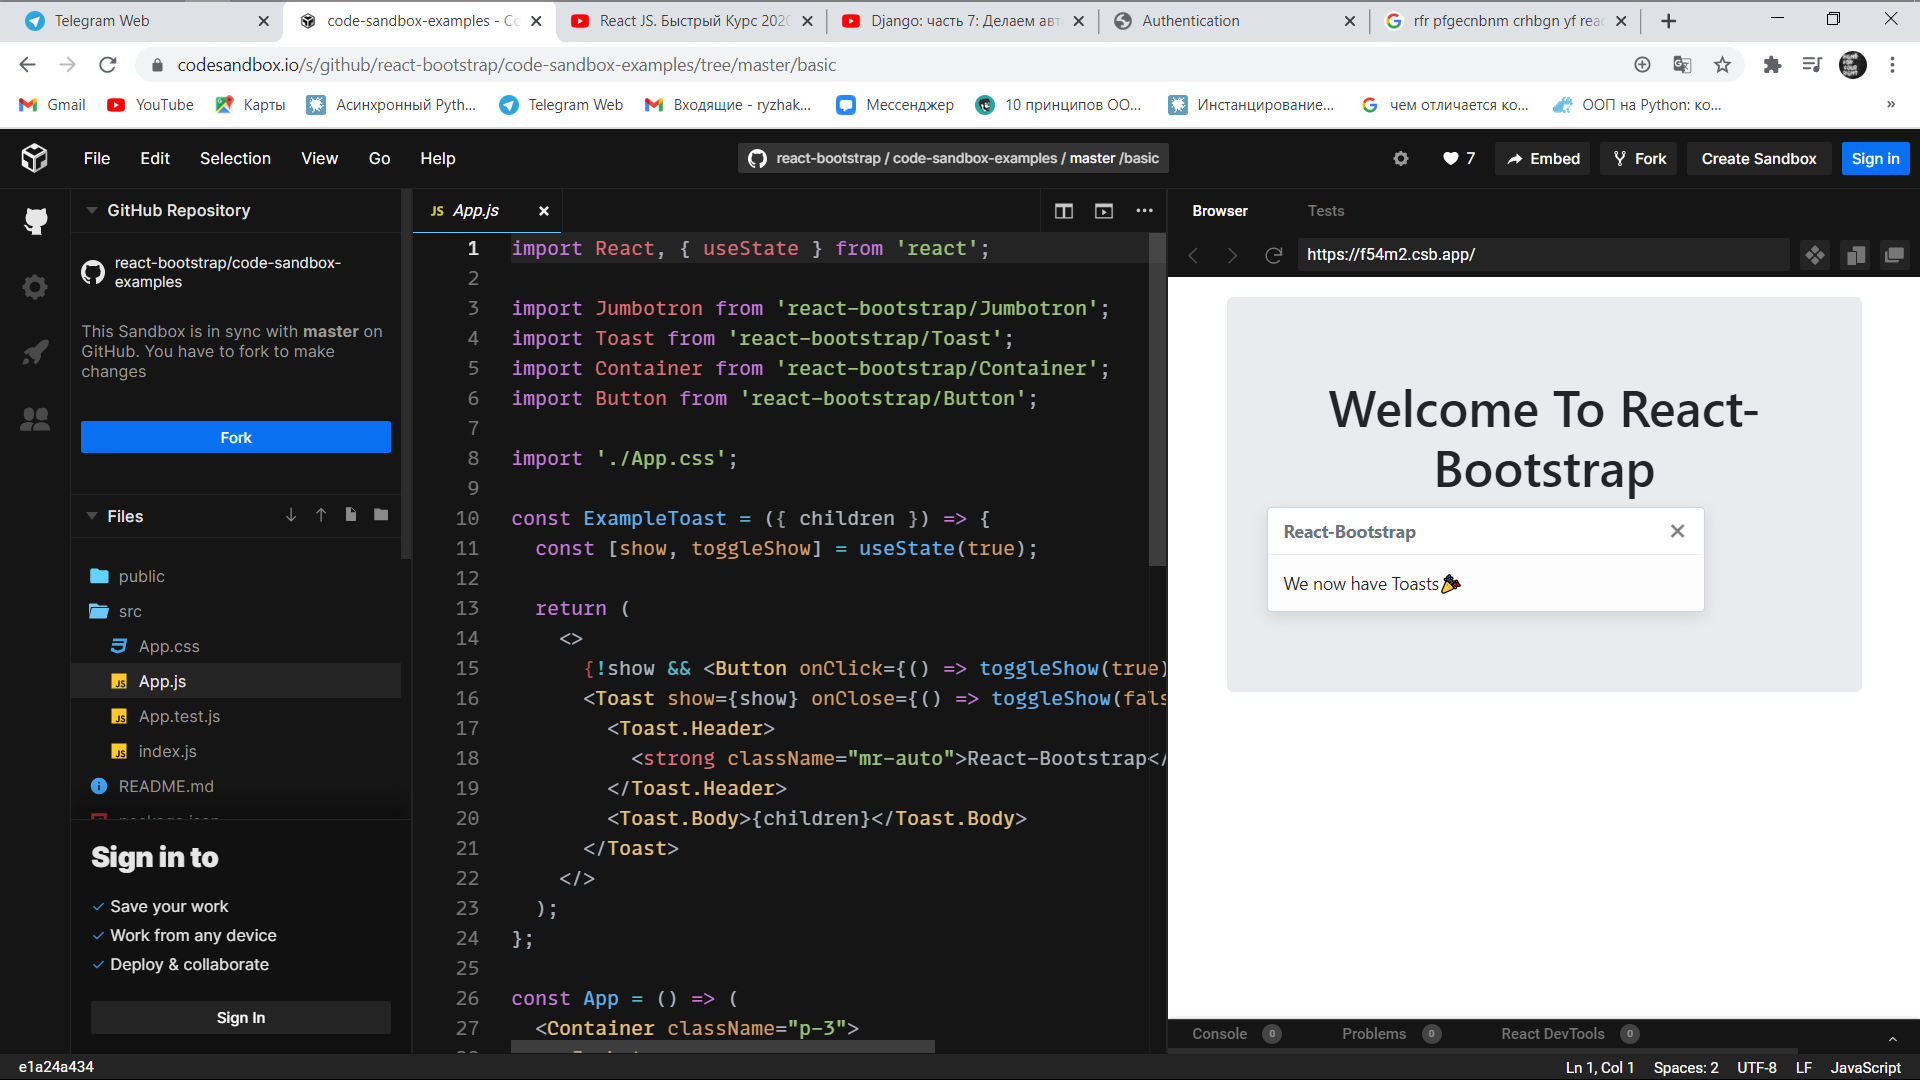 Telegram Web
code-sandbox-examples - Co
React JS. Быстрый Курс 2020
Django: часть 7: Делаем авт
Authentication
rfr pfgecnbnm crhbgn yf reac
codesandbox.io/s/github/react-bootstrap/code-sandbox-examples/tree/master/basic
Gmail
YouTube
Карты
Асинхронный Pyth...
Telegram Web
Входящие - ryzhak...
Мессенджер
10 принципов ОО...
Инстанцирование...
чем отличается ко...
ООП на Python: ко...
»
File Edit Selection View Go Help
react-bootstrap / code-sandbox-examples / master /basic
7
Embed
Fork
Create Sandbox
Sign in
GitHub Repository
react-bootstrap/code-sandbox-
examples
This Sandbox is in sync with master on
GitHub. You have to fork to make
changes
Fork
Files
public
src
App.css
App.js
App.test.js
index.js
README.md
Sign in to
Save your work
Work from any device
Deploy & collaborate
Sign In
JS App.js
1 import React, { useState } from 'react';
2
3 import Jumbotron from 'react-bootstrap/Jumbotron';
4 import Toast from 'react-bootstrap/Toast';
5 import Container from 'react-bootstrap/Container';
6 import Button from 'react-bootstrap/Button';
7
8 import './App.css';
9
10 const ExampleToast = ({ children }) => {
11 const [show, toggleShow] = useState(true);
12
13 return (
14 <>
15 {!show && <Button onClick={() => toggleShow(true)
16 <Toast show={show} onClose={() => toggleShow(fals
17 <Toast.Header>
18 <strong className="mr-auto">React-Bootstrap</
19 </Toast.Header>
20 <Toast.Body>{children}</Toast.Body>
21 </Toast>
22 </>
23 );
24 };
25
26 const App = () => (
27 <Container className="p-3">
Browser
Tests
https://f54m2.csb.app/
Welcome To React-
Bootstrap
React-Bootstrap
We now have Toasts
Console 0
Problems 0
React DevTools 0
e1a24a434
Ln 1, Col 1 Spaces: 2 UTF-8 LF JavaScript